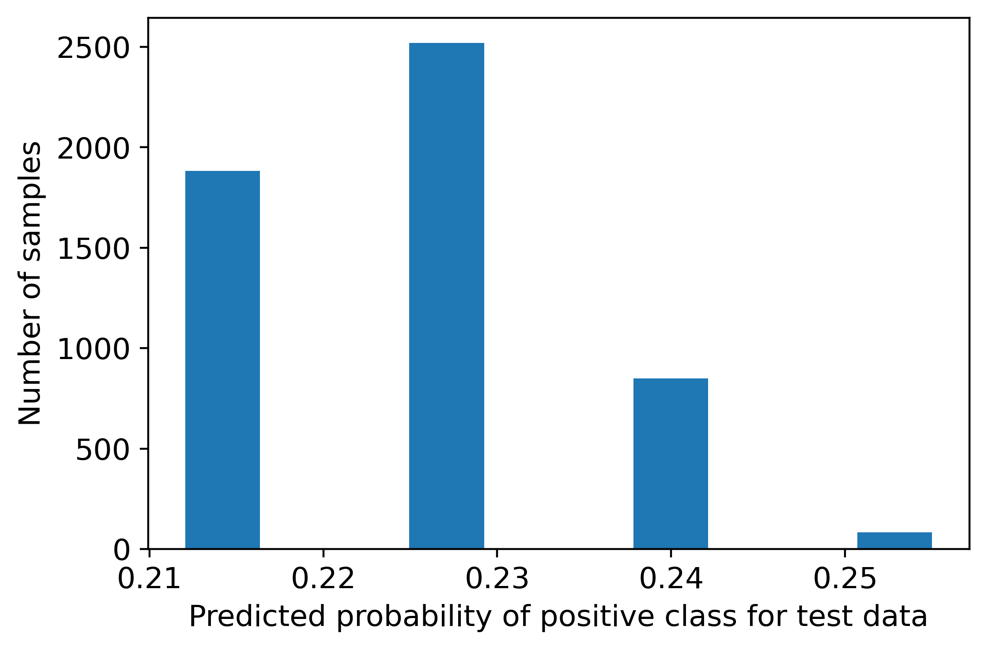 2500
2000
1500
1000
500
0
Number of samples
0.21 0.22 0.23 0.24 0.25
Predicted probability of positive class for test data